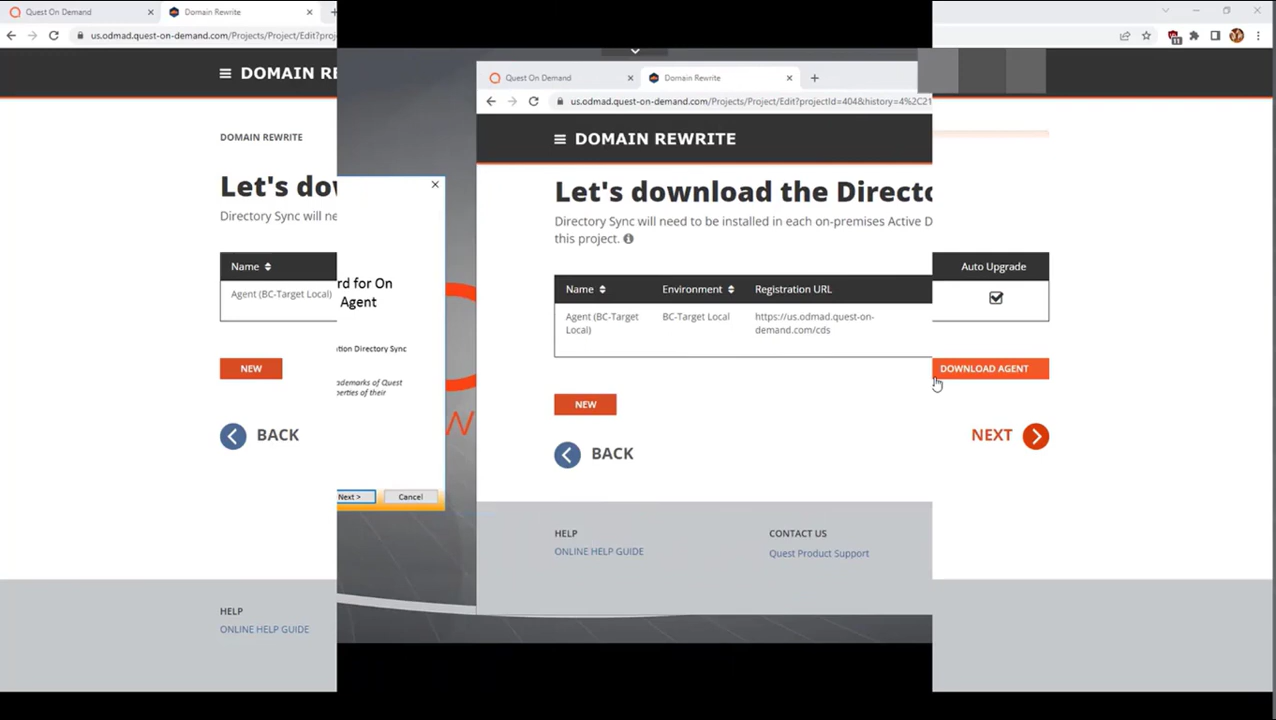 Quest On Demand
Domain Rewrite
us.odmad.quest-on-demand.com/Projects/Project/Edit?proj
DOMAIN RE
DOMAIN REWRITE
Let's do
Directory Sync will ne
Name
Agent (BC-Target Local)
NEW
BACK
HELP
ONLINE HELP GUIDE
rd for On
Agent
tion Directory Sync
ademarks of Quest
perties of their
Next >
Cancel
Quest On Demand
Domain Rewrite
us.odmad.quest-on-demand.com/Projects/Project/Edit?projectId=404&history=4%2C21
DOMAIN REWRITE
Let's download the Directo
Directory Sync will need to be installed in each on-premises Active D
this project.
Name Environment Registration URL
Agent (BC-Target BC-Target Local https://us.odmad.quest-on-
Local) demand.com/cds
NEW
BACK
HELP CONTACT US
ONLINE HELP GUIDE Quest Product Support
11
Auto Upgrade
DOWNLOAD AGENT
NEXT